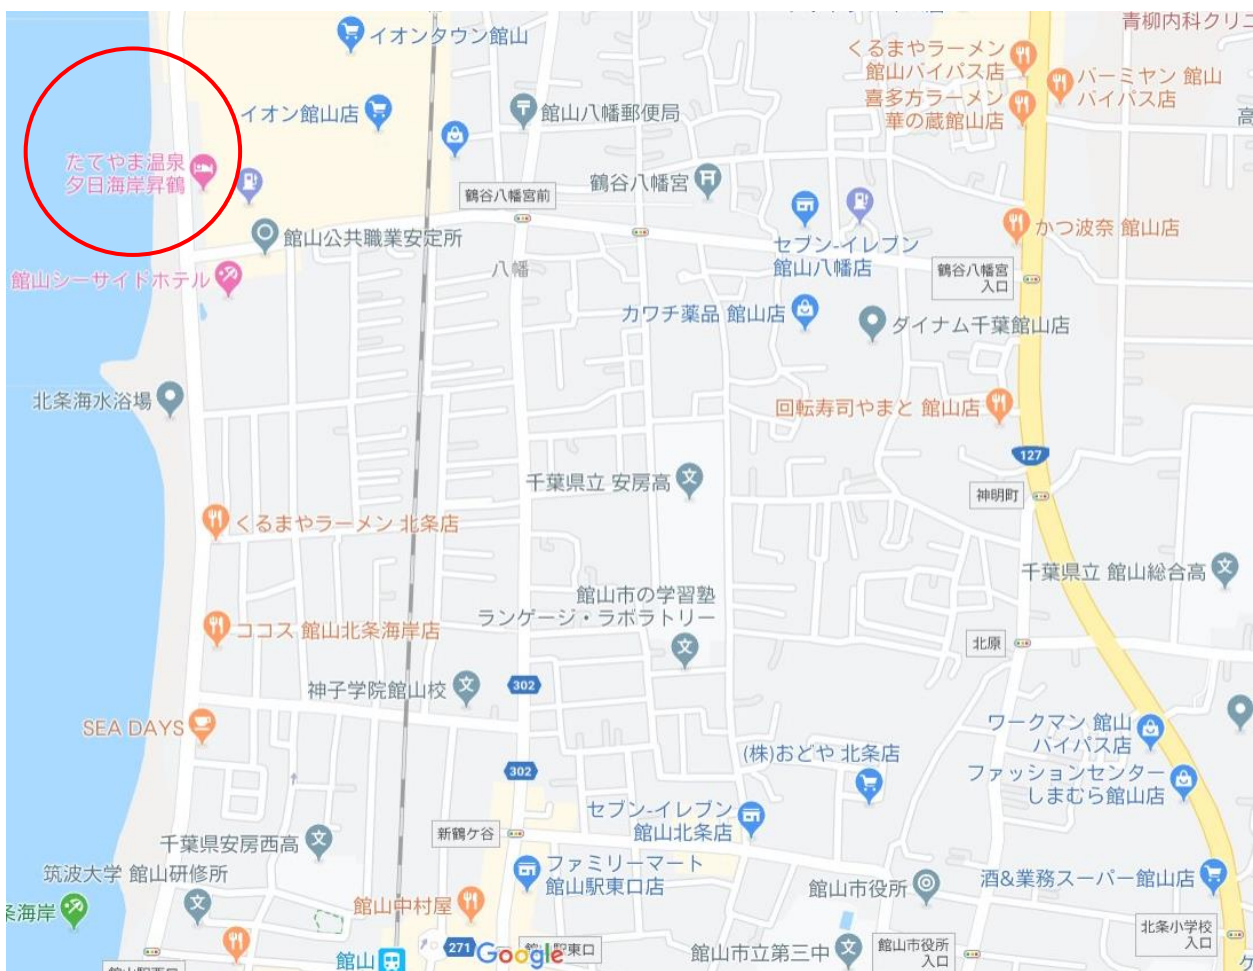 青柳内科クリニ
イオンタウン館山
くるまやラーメン
館山バイパス店
バーミヤン 館山
バイパス店
喜多方ラーメン
華の蔵館山店
イオン館山店
館山八幡郵便局
高
たてやま温泉
夕日海岸昇鶴
鶴谷八幡宮
鶴谷八幡宮前
館山公共職業安定所
かつ波奈 館山店
セブン-イレブン
館山八幡店
八幡
館山シーサイドホテル
鶴谷八幡宮
入口
カワチ薬品 館山店
ダイナム千葉館山店
北条海水浴場
回転寿司やまと 館山店
127
千葉県立 安房高
神明町
くるまやラーメン 北条店
千葉県立 館山総合高
館山市の学習塾
ランゲージ・ラボラトリー
ココス 館山北条海岸店
北原
神子学院館山校
302
SEA DAYS
ワークマン 館山
バイパス店
(株)おどや 北条店
302
ファッションセンター
しまむら館山店
セブン-イレブン
館山北条店
新鶴ケ谷
千葉県安房西高
ファミリーマート
館山駅東口店
筑波大学 館山研修所
館山市役所
酒&業務スーパー館山店
館山中村屋
条海岸
北条小学校
入口
271
Google
駅東口
館山
館山市立第三中
館山市役所
入口